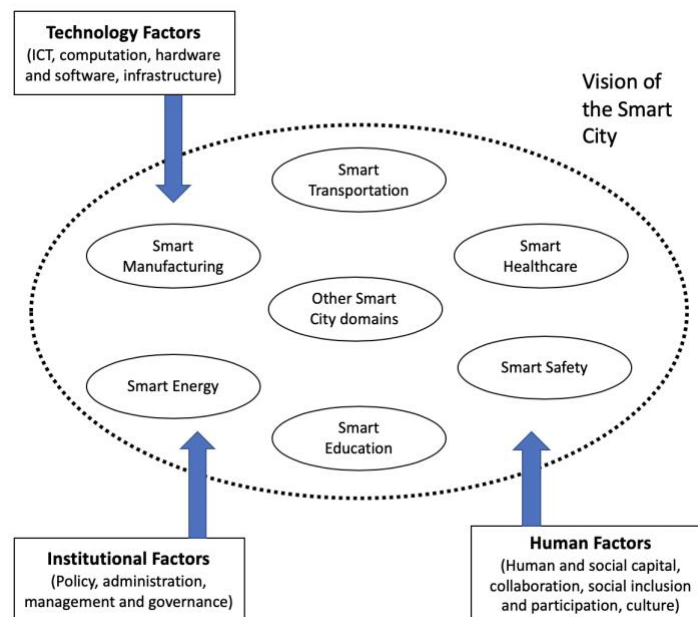 Technology Factors
(ICT, computation, hardware
and software, infrastructure)
Vision of
the Smart
City
Smart
Transportation
Smart
Manufacturing
Smart
Healthcare
Other Smart
City domains
Smart Energy
Smart Safety
Smart
Education
Institutional Factors
(Policy, administration,
management and governance)
Human Factors
(Human and social capital,
collaboration, social inclusion
and participation, culture)